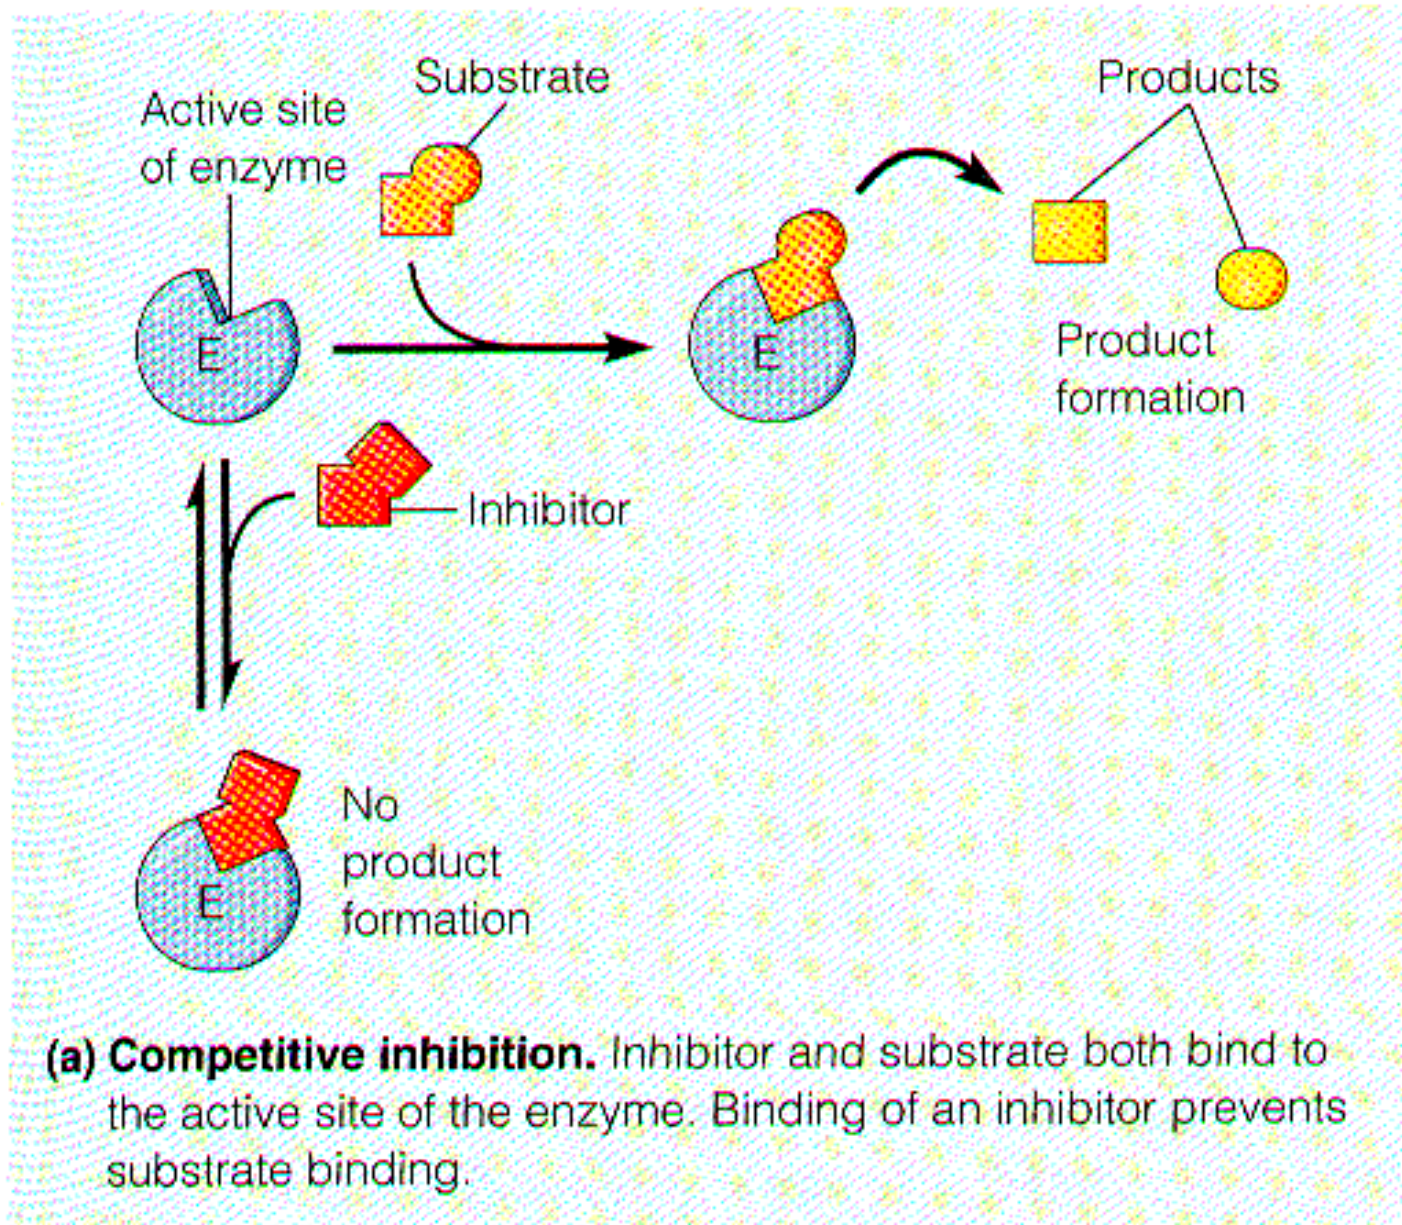 Substrate
Products
Active site
of enzyme
E
E
Product
formation
Inhibitor
No
product
formation
E
(a) Competitive inhibition. Inhibitor and substrate both bind to
the active site of the enzyme. Binding of an inhibitor prevents
substrate binding.